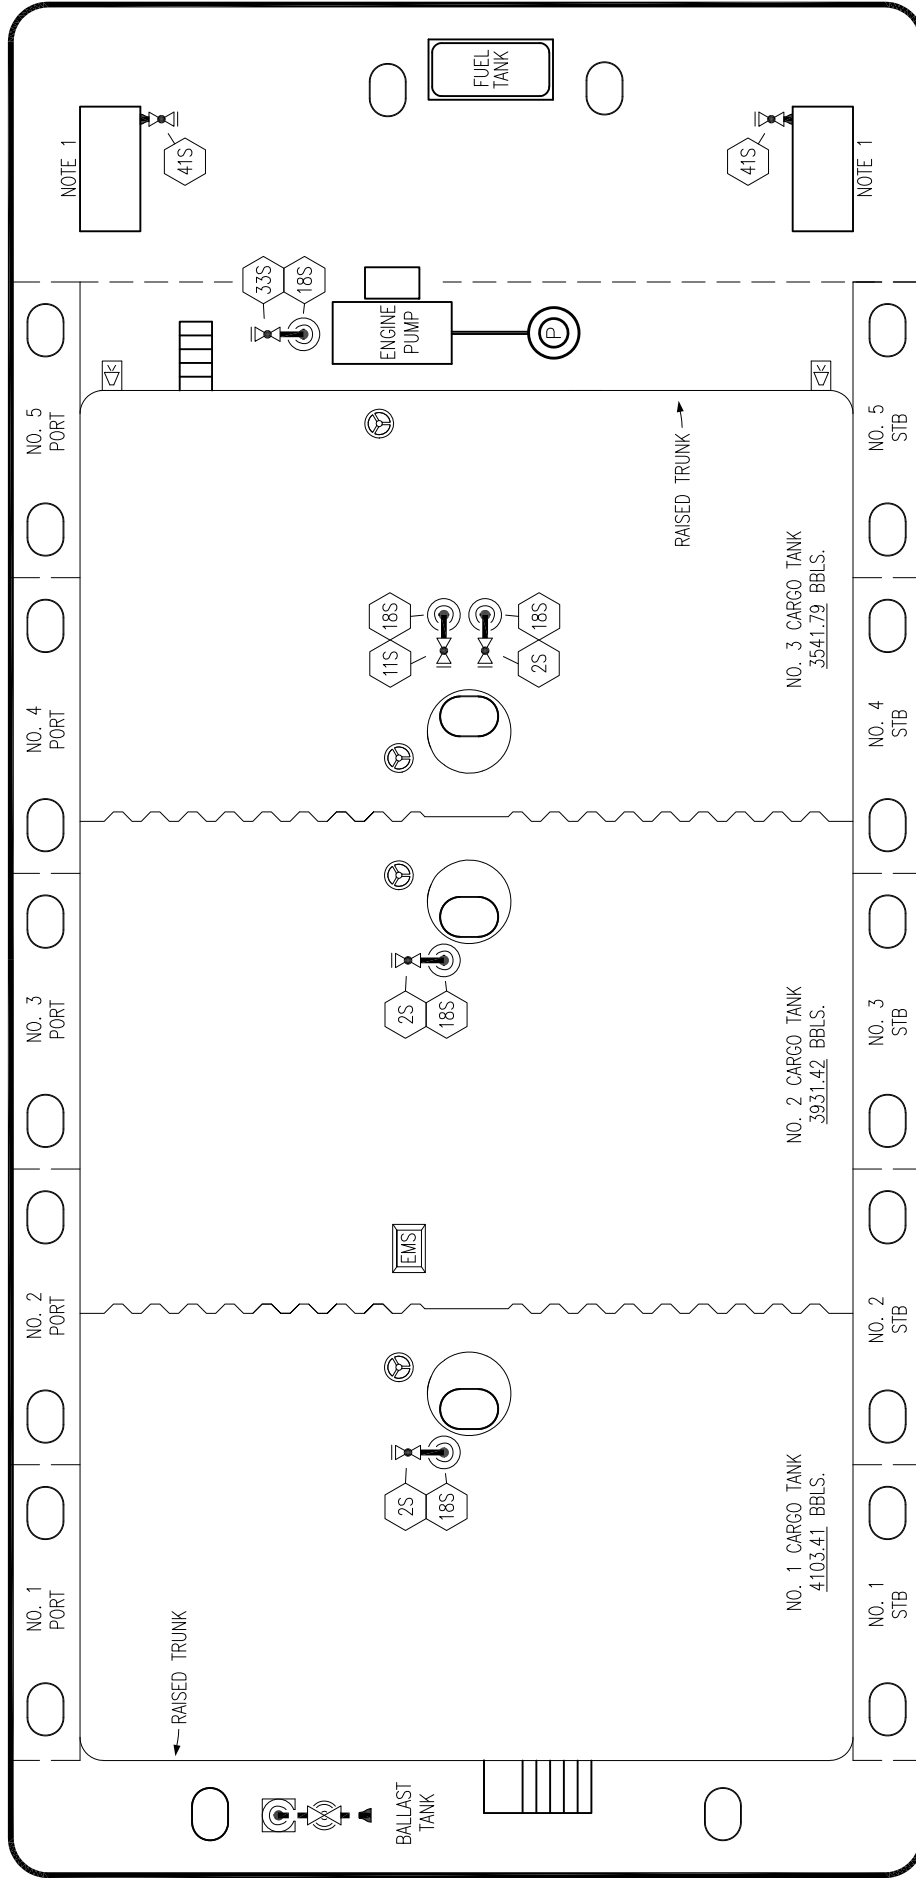 NOTE 1
41S
FUEL
TANK
41S
NOTE 1
33S
18S
ENGINE
PUMP
P
NO. 5
PORT
RAISED TRUNK
NO. 5
STB
NO. 4
PORT
18S
11S
18S
2S
NO. 3 CARGO TANK
3541.79 BBLS.
NO. 4
STB
NO. 3
PORT
2S
18S
NO. 2 CARGO TANK
3931.42 BBLS.
NO. 3
STB
NO. 2
PORT
EMS
NO. 2
STB
NO. 1
PORT
2S
18S
NO. 1 CARGO TANK
4103.41 BBLS.
NO. 1
STB
RAISED TRUNK
BALLAST
TANK